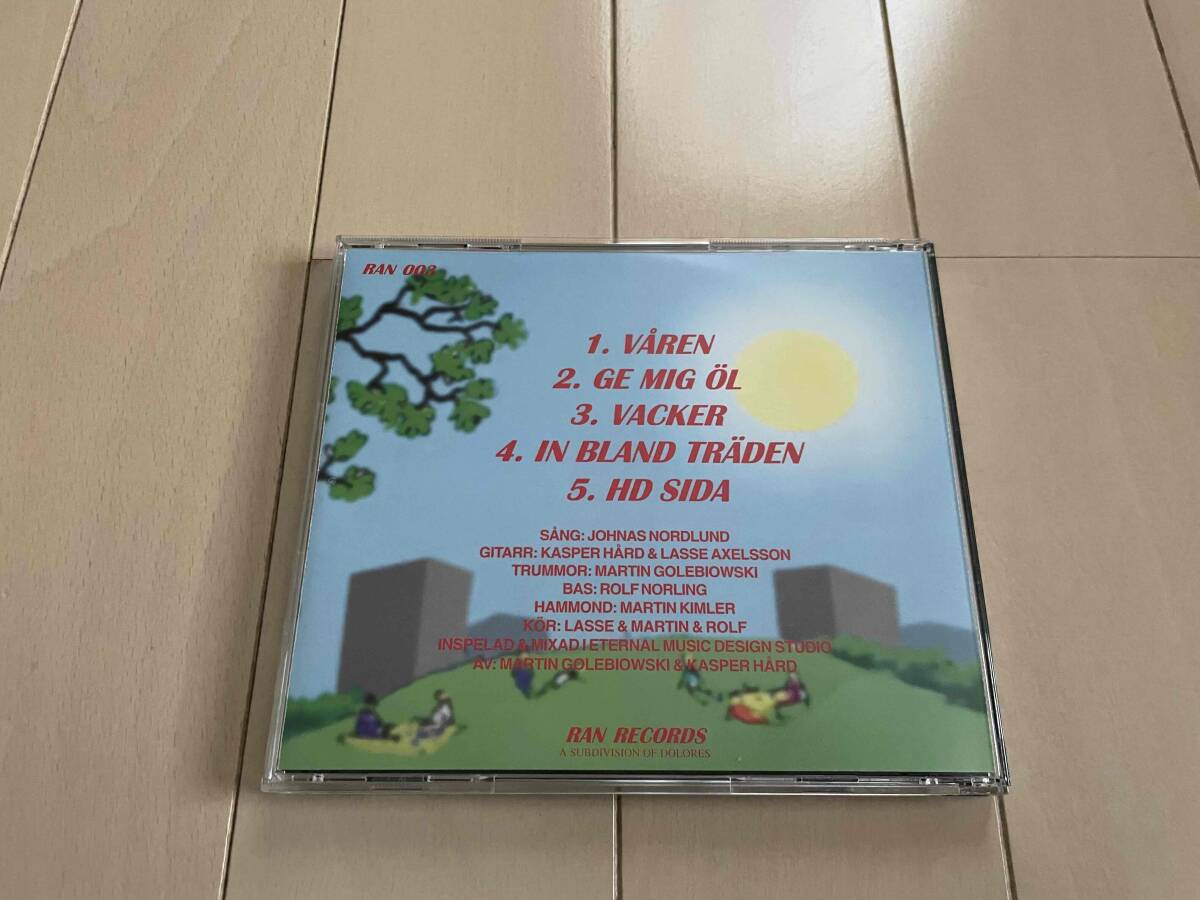 RAN 003
1. VÅREN
2. GE MIG ÖL
3. VACKER
4. IN BLAND TRÄDEN
5. HD SIDA
SÅNG: JOHNAS NORDLUND
GITARR: KASPER HÅRD & LASSE AXELSSON
TRUMMOR: MARTIN GOLEBIOWSKI
BAS: ROLF NORLING
HAMMOND: MARTIN KIMLER
KÖR: LASSE & MARTIN & ROLF
INSPELAD & MIXAD I ETERNAL MUSIC DESIGN STUDIO
AV: MARTIN GOLEBIOWSKI & KASPER HÅRD
RAN RECORDS
A SUBDIVISION OF DOLORES